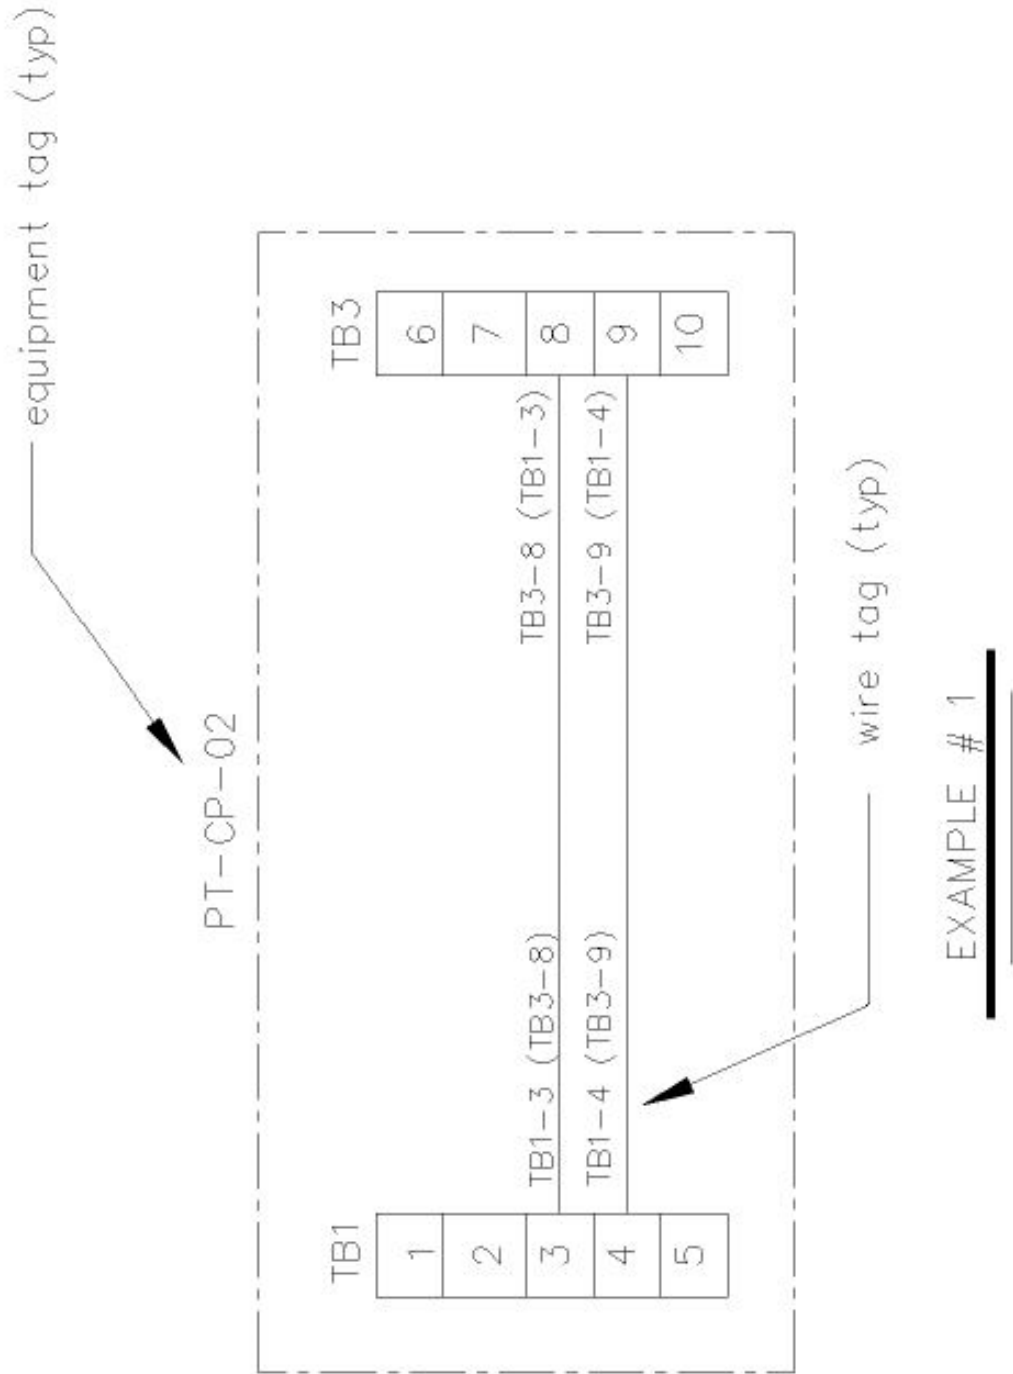 equipment tag (typ)
PT-CP-02
TB1
TB3
1
6
2
7
3
TB1-3 (TB3-8)
TB3-8 (TB1-3)
8
4
TB1-4 (TB3-9)
TB3-9 (TB1-4)
9
5
10
wire tag (typ)
EXAMPLE # 1